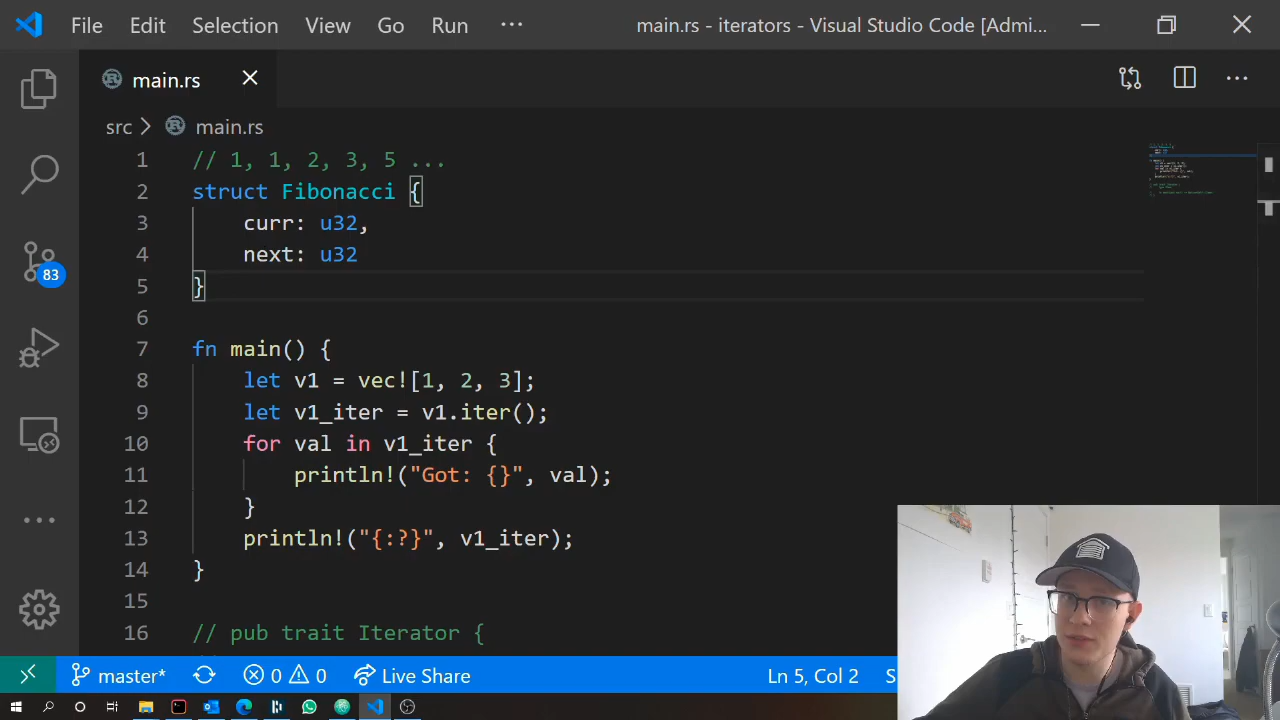 File Edit Selection View Go Run ··· main.rs - iterators - Visual Studio Code [Admi...
main.rs
src > main.rs
1 // 1, 1, 2, 3, 5 ...
2 struct Fibonacci {
3 curr: u32,
4 next: u32
5 }
6
7 fn main() {
8 let v1 = vec![1, 2, 3];
9 let v1_iter = v1.iter();
10 for val in v1_iter {
11 println!("Got: {}", val);
12 }
13 println!("{:?}", v1_iter);
14 }
15
16 // pub trait Iterator {
83
master* 0 0 Live Share Ln 5, Col 2 S